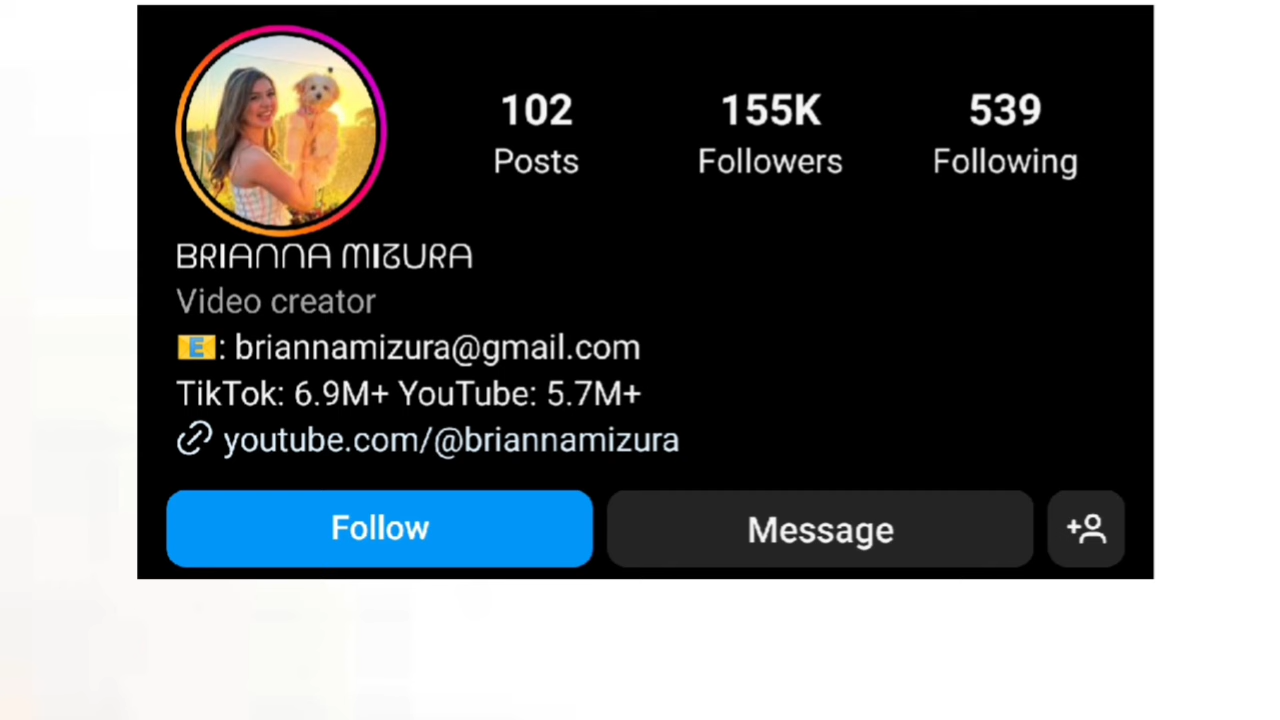 102 155K 539
Posts Followers Following
BRIANNA MIZURA
Video creator
📧: briannamizura@gmail.com
TikTok: 6.9M+ YouTube: 5.7M+
youtube.com/@briannamizura
Follow Message